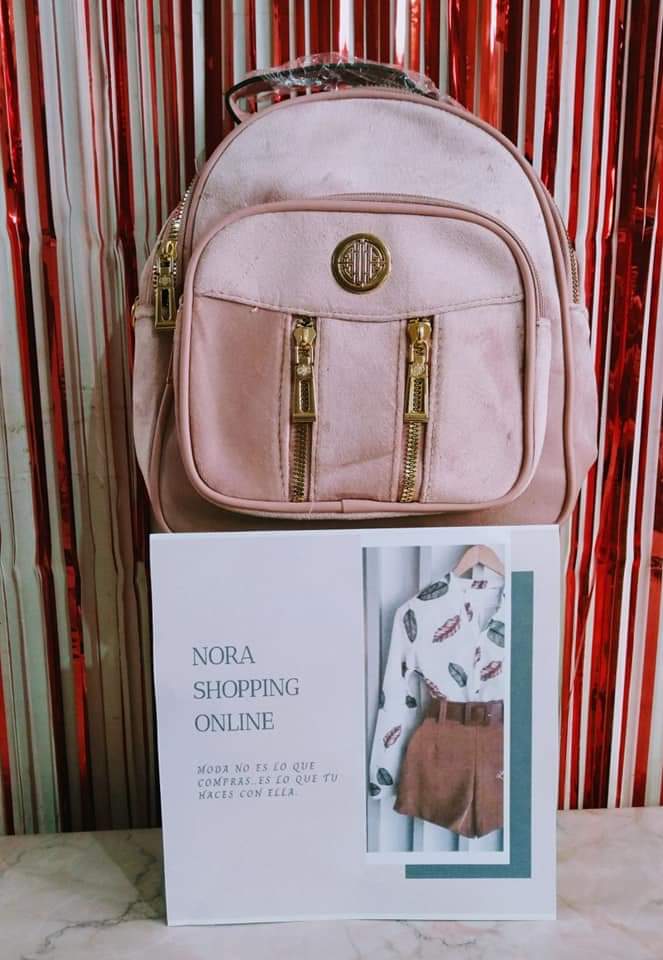 NORA
SHOPPING
ONLINE
MODA NO ES LO QUE
COMPRAS..ES LO QUE TU
HACES CON ELLA.